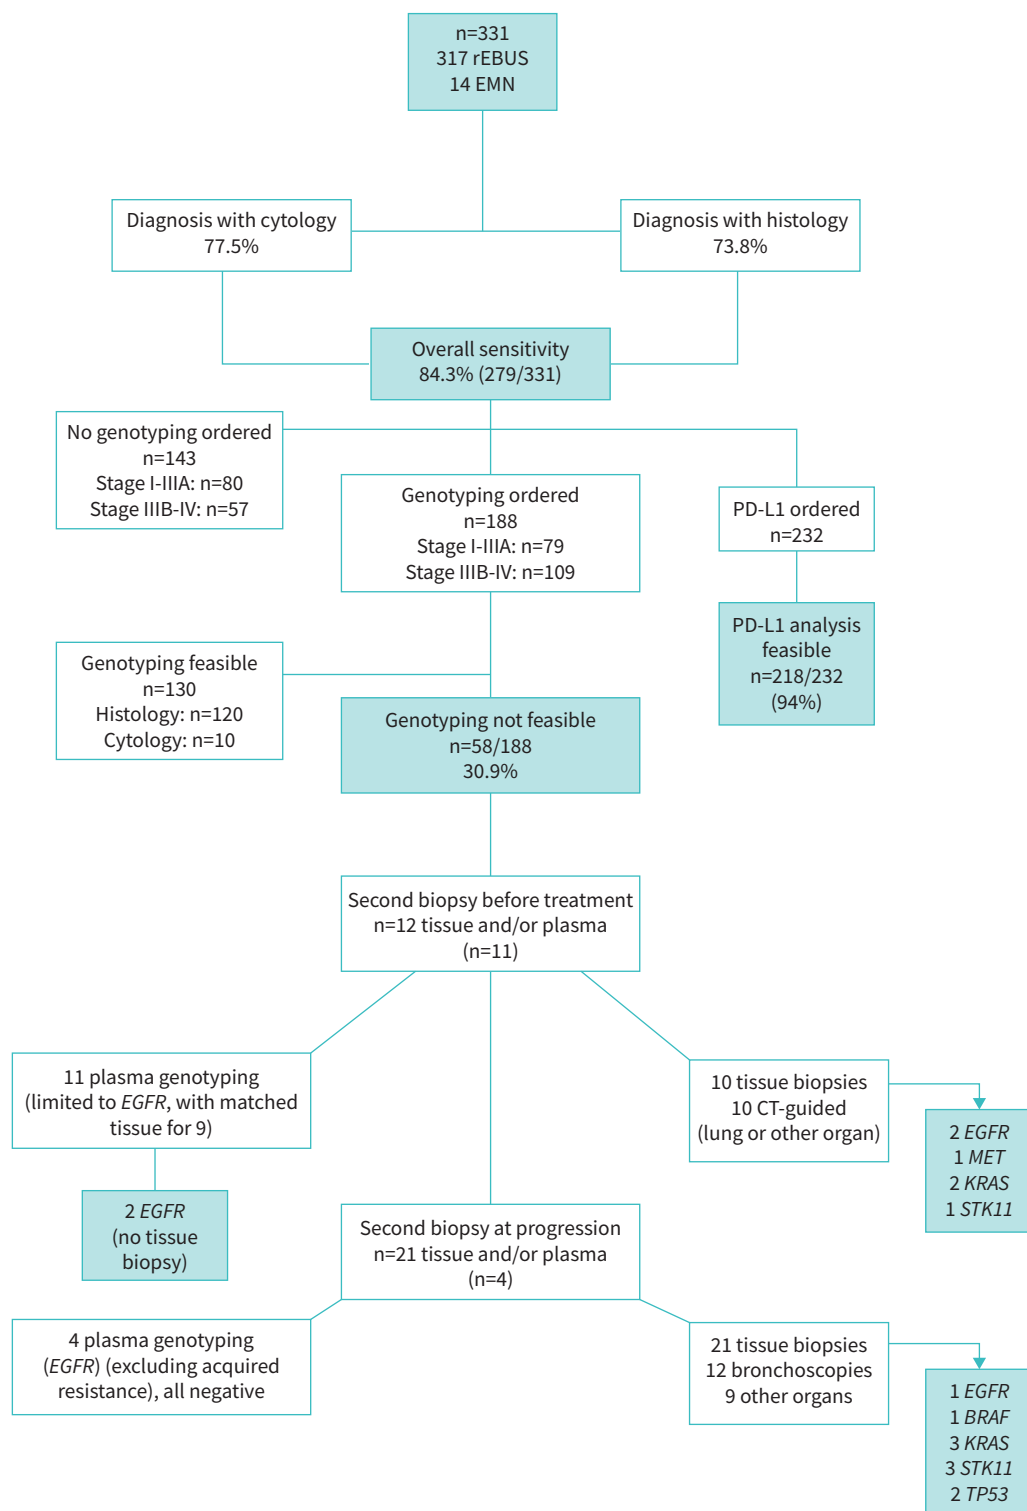 n=331
317 rEBUS
14 EMN
Diagnosis with cytology
77.5%
Diagnosis with histology
73.8%
Overall sensitivity
84.3% (279/331)
No genotyping ordered
n=143
Stage I-IIIA: n=80
Stage IIIB-IV: n=57
Genotyping ordered
n=188
Stage I-IIIA: n=79
Stage IIIB-IV: n=109
PD-L1 ordered
n=232
PD-L1 analysis
feasible
n=218/232
(94%)
Genotyping feasible
n=130
Histology: n=120
Cytology: n=10
Genotyping not feasible
n=58/188
30.9%
Second biopsy before treatment
n=12 tissue and/or plasma
(n=11)
11 plasma genotyping
(limited to EGFR, with matched
tissue for 9)
2 EGFR
(no tissue
biopsy)
10 tissue biopsies
10 CT-guided
(lung or other organ)
2 EGFR
1 MET
2 KRAS
1 STK11
Second biopsy at progression
n=21 tissue and/or plasma
(n=4)
4 plasma genotyping
(EGFR) (excluding acquired
resistance), all negative
21 tissue biopsies
12 bronchoscopies
9 other organs
1 EGFR
1 BRAF
3 KRAS
3 STK11
2 TP53